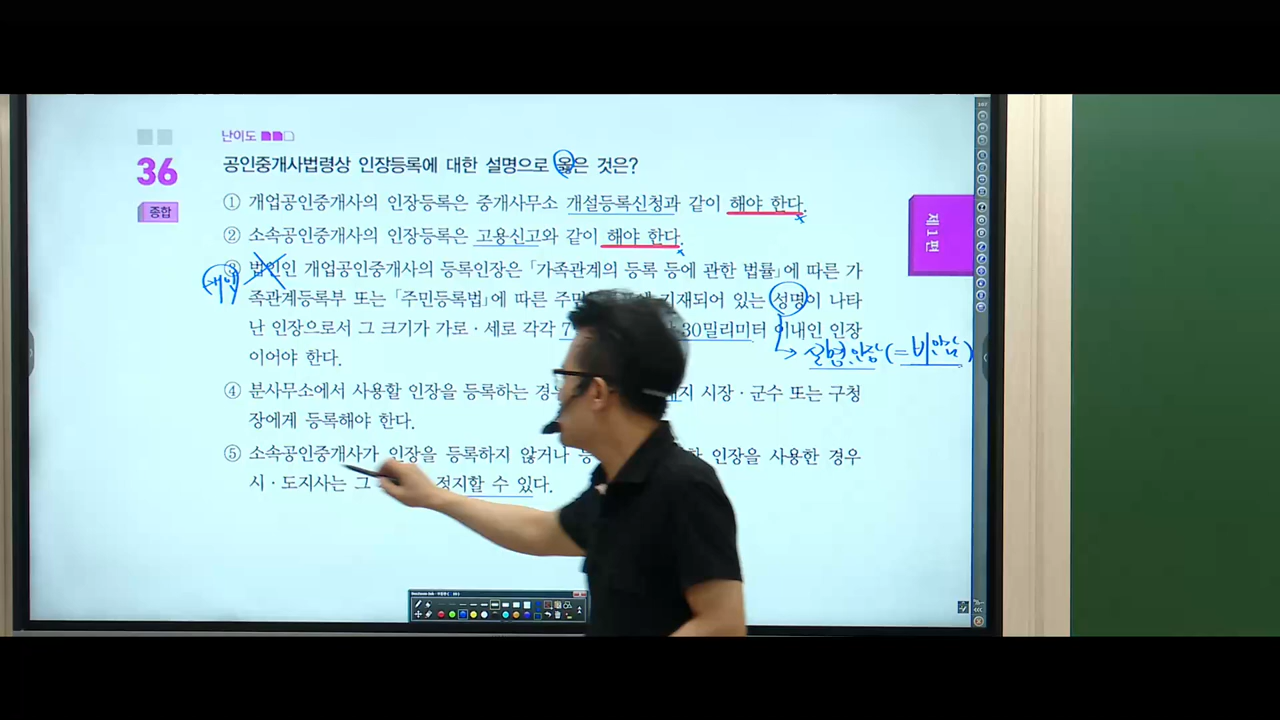 난이도
36
공인중개사법령상 인장등록에 대한 설명으로 옳은 것은?
종합
① 개업공인중개사의 인장등록은 중개사무소 개설등록신청과 같이 해야 한다.
② 소속공인중개사의 인장등록은 고용신고와 같이 해야 한다.
법인인 개업공인중개사의 등록인장은 「가족관계의 등록 등에 관한 법률」에 따른 가
개인
족관계등록부 또는 「주민등록법」에 따른 주민 기재되어 있는 성명이 나타
난 인장으로서 그 크기가 가로·세로 각각 7 30밀리미터 이내인 인장
이어야 한다.
→ 실명인장(=비인감)
④ 분사무소에서 사용할 인장을 등록하는 경우 시장·군수 또는 구청
장에게 등록해야 한다.
⑤ 소속공인중개사가 인장을 등록하지 않거나 인장을 사용한 경우
시·도지사는 그 정지할 수 있다.
제1편